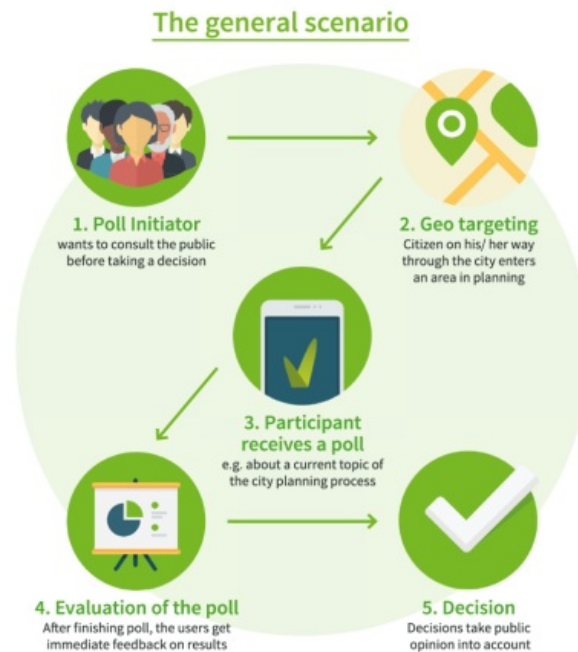 The general scenario
1. Poll Initiator
wants to consult the public
before taking a decision
2. Geo targeting
Citizen on his/ her way
through the city enters
an area in planning
3. Participant
receives a poll
e.g. about a current topic of
the city planning process
4. Evaluation of the poll
After finishing poll, the users get
immediate feedback on results
5. Decision
Decisions take public
opinion into account